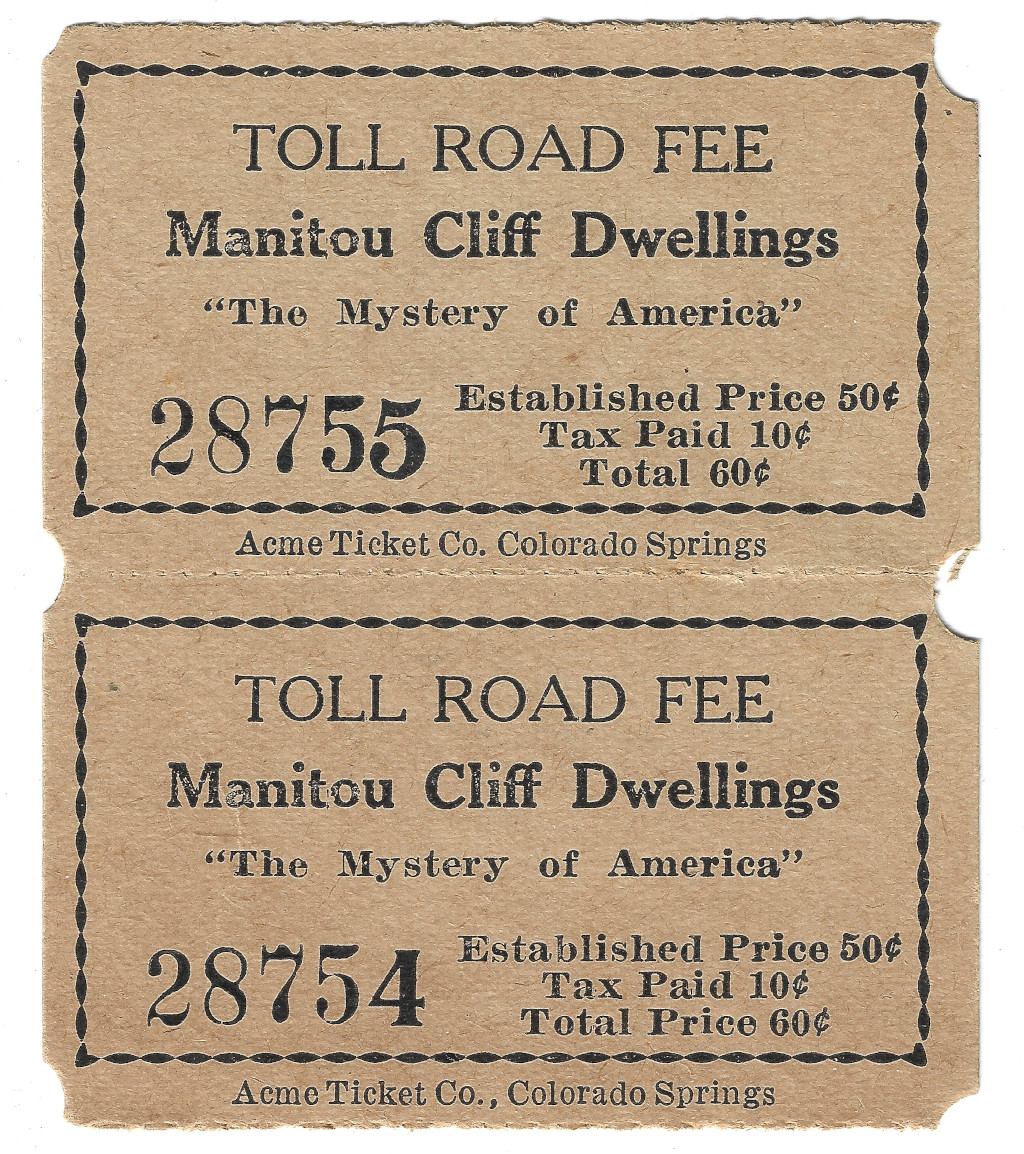 TOLL ROAD FEE
Manitou Cliff Dwellings
“The Mystery of America”
28755
Established Price 50¢
Tax Paid 10¢
Total 60¢
Acme Ticket Co. Colorado Springs
TOLL ROAD FEE
Manitou Cliff Dwellings
“The Mystery of America”
28754
Established Price 50¢
Tax Paid 10¢
Total Price 60¢
Acme Ticket Co., Colorado Springs